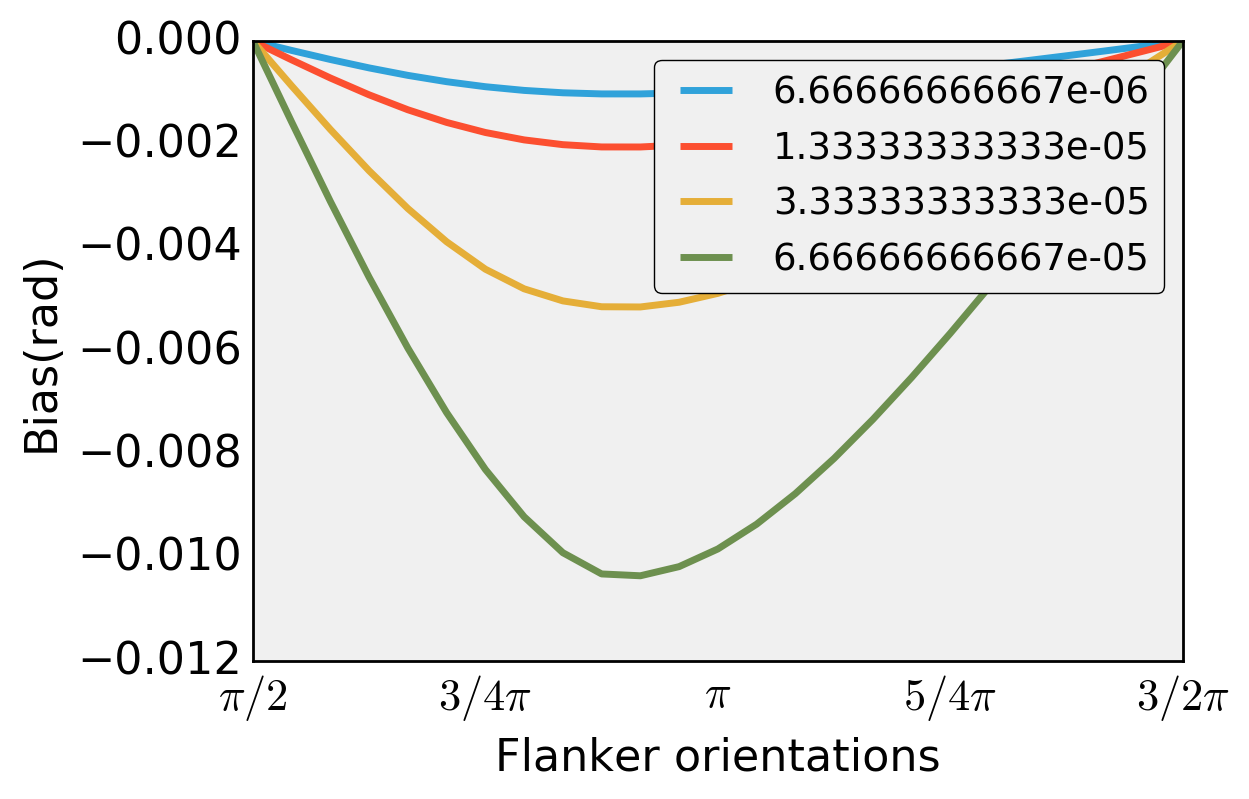 0.000
−0.002
−0.004
−0.006
−0.008
−0.010
−0.012
Bias(rad)
6.66666666667e-06
1.33333333333e-05
3.33333333333e-05
6.66666666667e-05
π/2 3/4π π 5/4π 3/2π
Flanker orientations